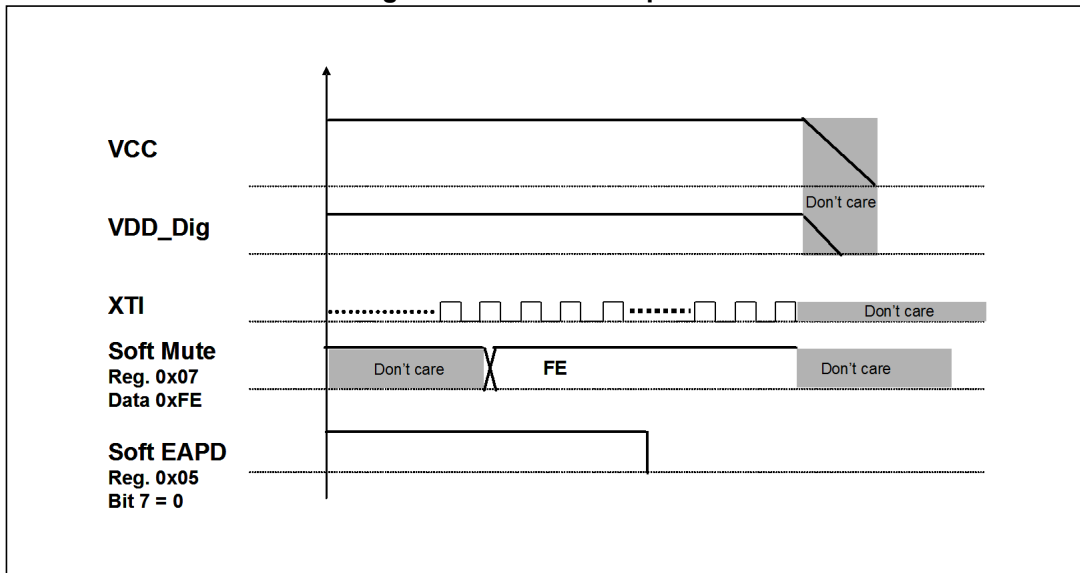 VCC
Don't care
VDD_Dig
XTI
Don't care
Soft Mute
Reg. 0x07
Data 0xFE
Don't care
FE
Don't care
Soft EAPD
Reg. 0x05
Bit 7 = 0